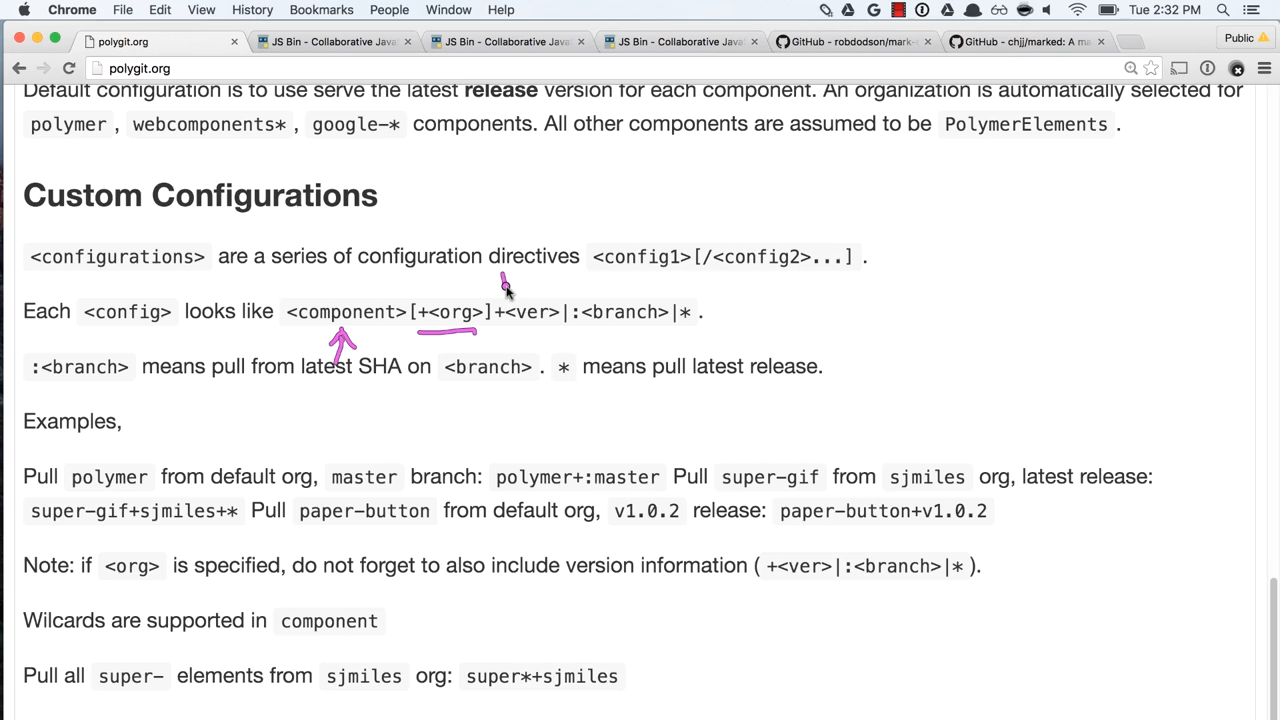 Chrome File Edit View History Bookmarks People Window Help Tue 2:32 PM
polygit.org JS Bin - Collaborative Java JS Bin - Collaborative Java JS Bin - Collaborative Java GitHub - robdodson/mark- GitHub - chjj/marked: A ma Public
polygit.org
Default configuration is to use serve the latest release version for each component. An organization is automatically selected for
polymer , webcomponents* , google-* components. All other components are assumed to be PolymerElements .
Custom Configurations
<configurations> are a series of configuration directives <config1>[/<config2>...] .
Each <config> looks like <component>[+<org>]+<ver>|:<branch>|* .
:<branch> means pull from latest SHA on <branch> . * means pull latest release.
Examples,
Pull polymer from default org, master branch: polymer+:master Pull super-gif from sjmiles org, latest release:
super-gif+sjmiles+* Pull paper-button from default org, v1.0.2 release: paper-button+v1.0.2
Note: if <org> is specified, do not forget to also include version information ( +<ver>|:<branch>|* ).
Wilcards are supported in component
Pull all super- elements from sjmiles org: super*+sjmiles